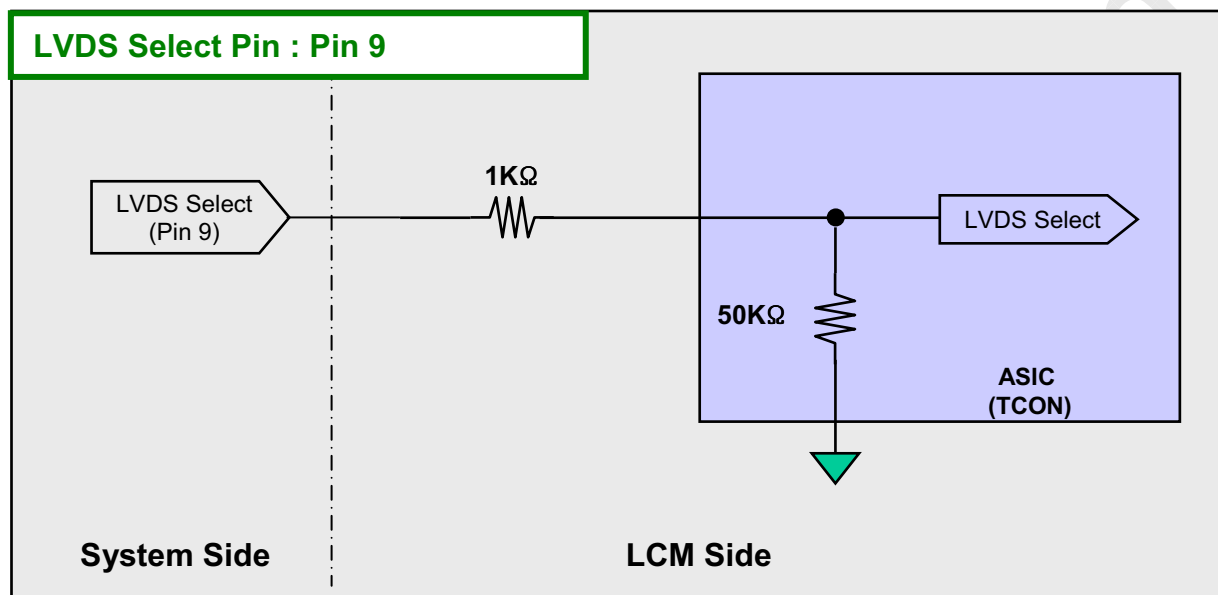 LVDS Select Pin : Pin 9
1KΩ
LVDS Select
(Pin 9)
LVDS Select
50KΩ
ASIC
(TCON)
System Side
LCM Side